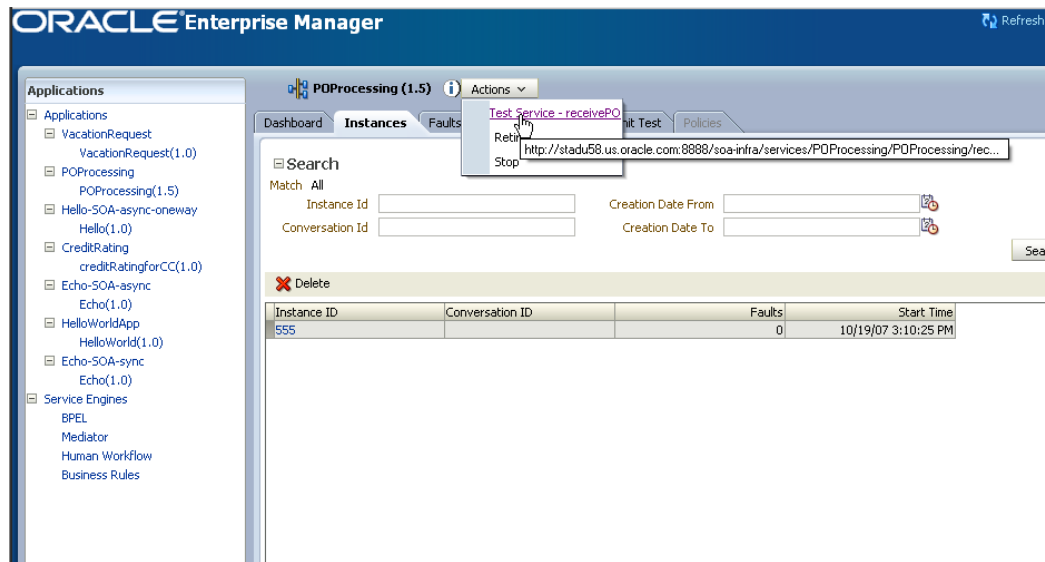 ORACLE Enterprise Manager
Refresh
Applications
Applications
VacationRequest
VacationRequest(1.0)
POProcessing
POProcessing(1.5)
Hello-SOA-async-oneway
Hello(1.0)
CreditRating
creditRatingforCC(1.0)
Echo-SOA-async
Echo(1.0)
HelloWorldApp
HelloWorld(1.0)
Echo-SOA-sync
Echo(1.0)
Service Engines
BPEL
Mediator
Human Workflow
Business Rules
POProcessing (1.5) i Actions
Test Service - receivePO
Stop
http://stadu58.us.oracle.com:8888/soa-infra/services/POProcessing/POProcessing/rec...
Dashboard Instances Faults Test Policies
Search
Match All
Instance Id Creation Date From
Conversation Id Creation Date To
Delete
Instance ID Conversation ID Faults Start Time
555 0 10/19/07 3:10:25 PM